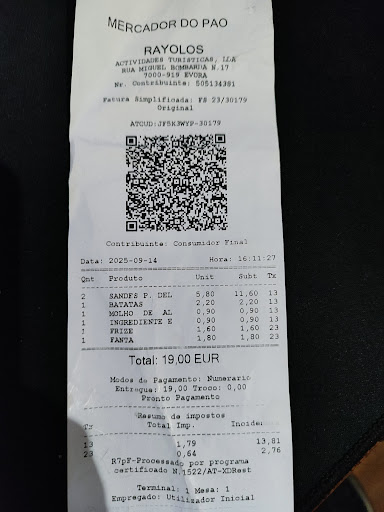 MERCADOR DO PAO
RAYOLOS
ACTIVIDADES TURISTICAS, LDA
RUA MIGUEL BOMBARDA N.17
7000-919 EVORA
Nr. Contribuinte: 505134381
Fatura Simplificada: FS 23/30179
Original
ATCUD:JF5K3WYP-30179
Contribuinte: Consumidor Final
Data: 2025-09-14 Hora: 16:11:27
Qnt Produto Unit Subt Tx
2 SANDES P. DEL 5,80 11,60 13
1 BATATAS 2,20 2,20 13
1 MOLHO DE AL 0,90 0,90 13
1 INGREDIENTE E 0,90 0,90 13
1 FRIZE 1,60 1,60 23
1 FANTA 1,80 1,80 23
Total: 19,00 EUR
Modos de Pagamento: Numerario
Entregue: 19,00 Troco: 0,00
Pronto Pagamento
Resumo de impostos
Tx Total Imp. Incide:
13 1,79 13,81
23 0,64 2,76
R7pF-Processado por programa
certificado N.1522/AT-XDRest
Terminal: 1 Mesa: 1
Empregado: Utilizador Inicial